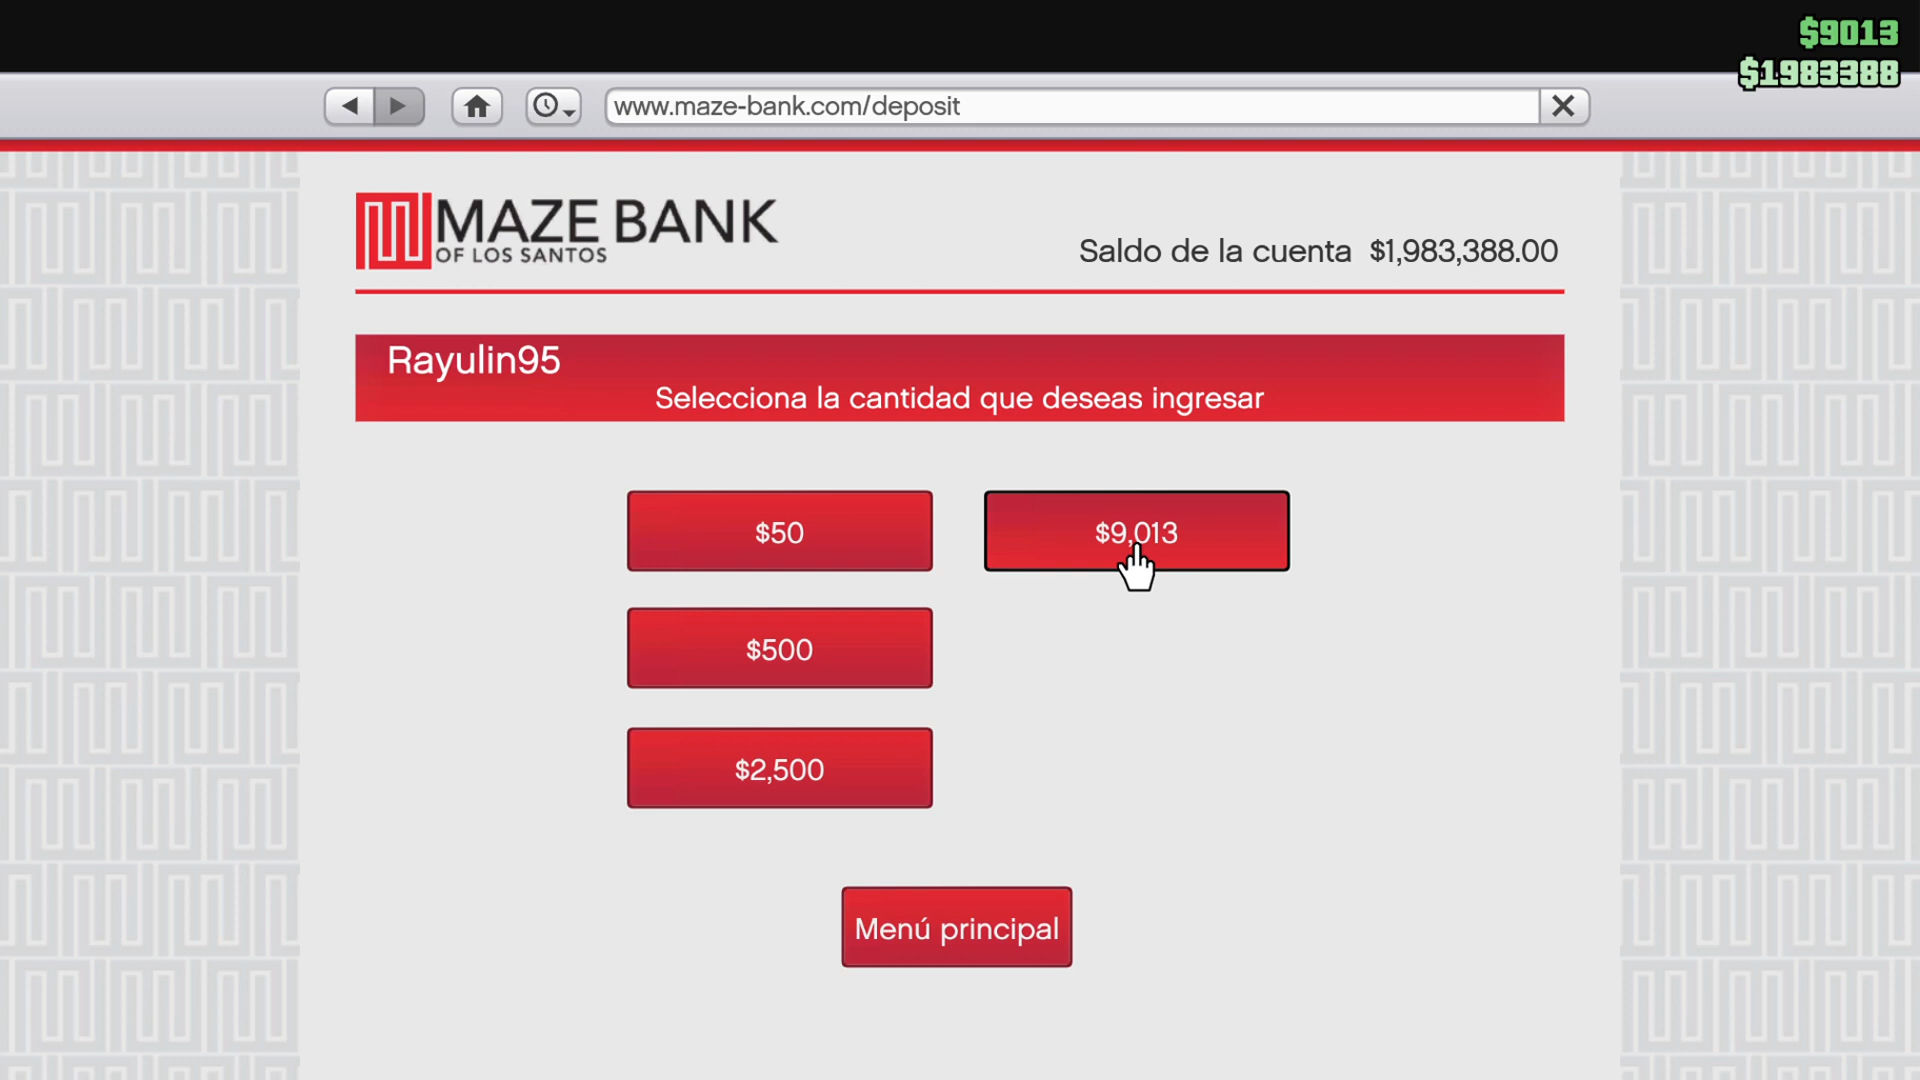 $9013
$1983388
www.maze-bank.com/deposit
MAZE BANK
OF LOS SANTOS
Saldo de la cuenta $1,983,388.00
Rayulin95
Selecciona la cantidad que deseas ingresar
$50
$9,013
$500
$2,500
Menú principal